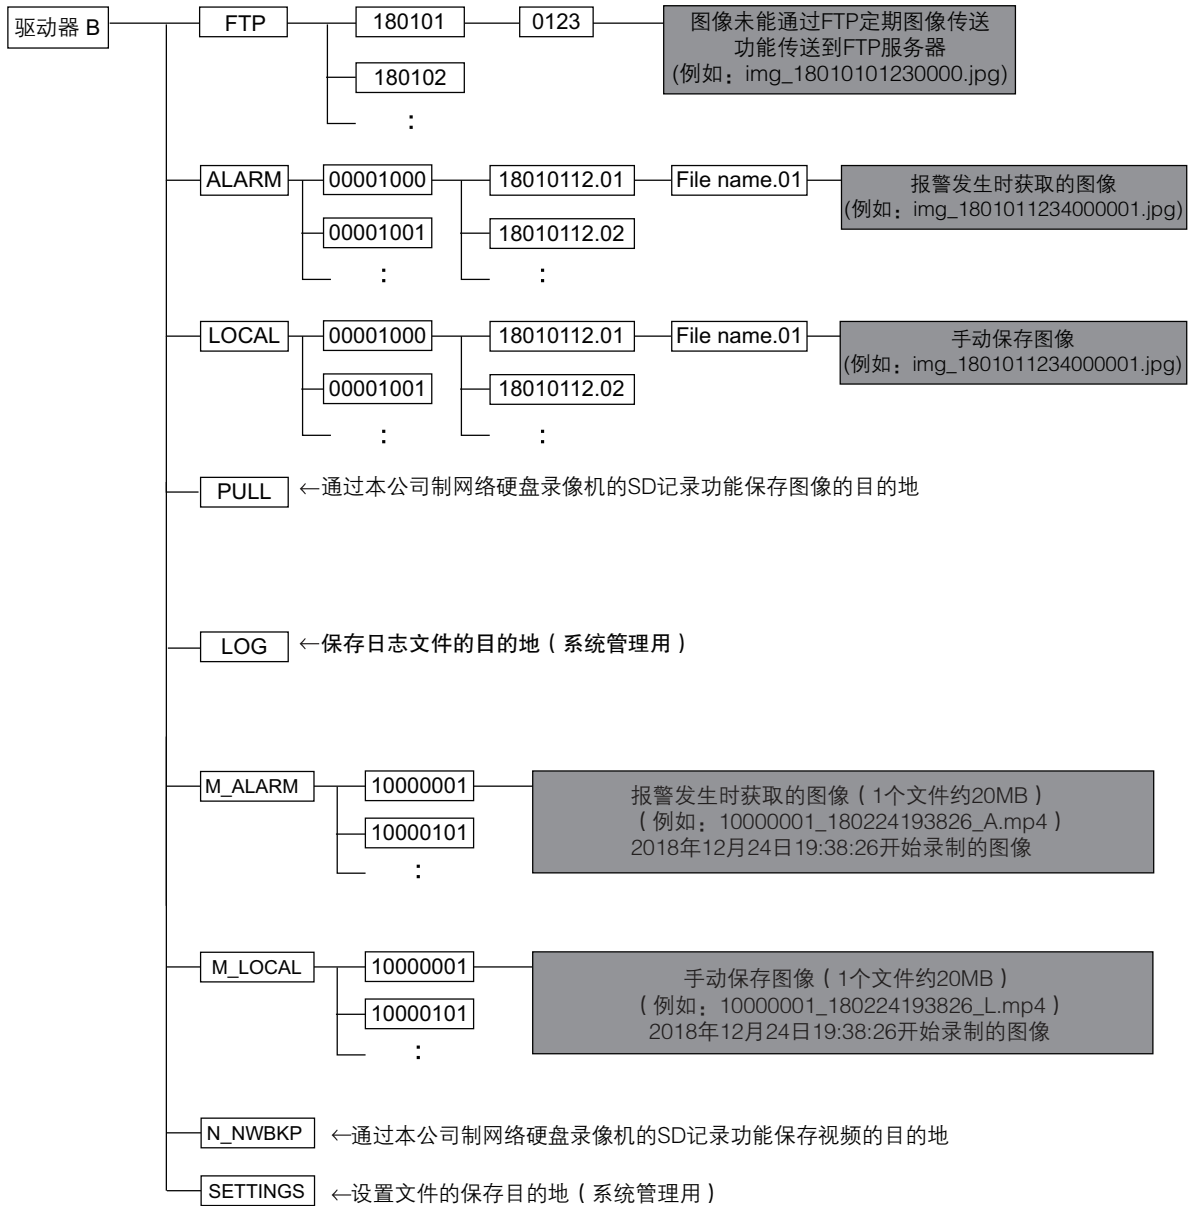 驱动器 B
FTP
180101
0123
图像未能通过FTP定期图像传送
功能传送到FTP服务器
(例如：img_18010101230000.jpg)
180102
:
ALARM
00001000
18010112.01
File name.01
报警发生时获取的图像
(例如：img_1801011234000001.jpg)
00001001
18010112.02
:
:
LOCAL
00001000
18010112.01
File name.01
手动保存图像
(例如：img_1801011234000001.jpg)
00001001
18010112.02
:
:
PULL
←通过本公司制网络硬盘录像机的SD记录功能保存图像的目的地
LOG
←保存日志文件的目的地（系统管理用）
M_ALARM
10000001
报警发生时获取的图像（1个文件约20MB）
（例如：10000001_180224193826_A.mp4）
2018年12月24日19:38:26开始录制的图像
10000101
:
M_LOCAL
10000001
手动保存图像（1个文件约20MB）
（例如：10000001_180224193826_L.mp4）
2018年12月24日19:38:26开始录制的图像
10000101
:
N_NWBKP
←通过本公司制网络硬盘录像机的SD记录功能保存视频的目的地
SETTINGS
←设置文件的保存目的地（系统管理用）